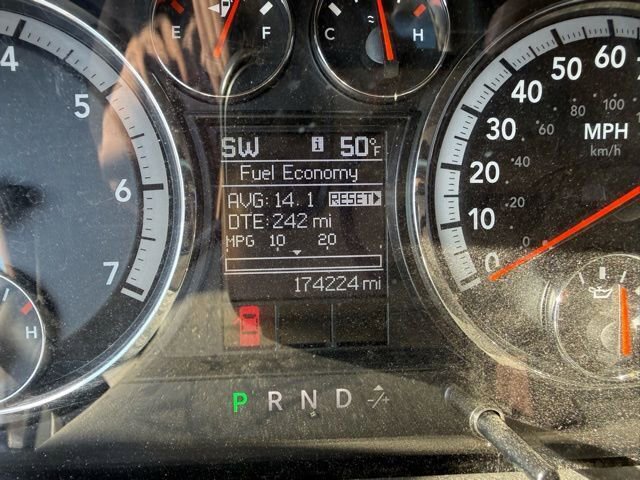 E F
C H
4
5
6
7
H
SW i 50°F
Fuel Economy
AVG: 14.1 RESET
DTE: 242 mi
MPG 10 20
174224 mi
P R N D -/+
0 10 20 30 40 50 60
0 20 40 60 80 100
MPH
km/h